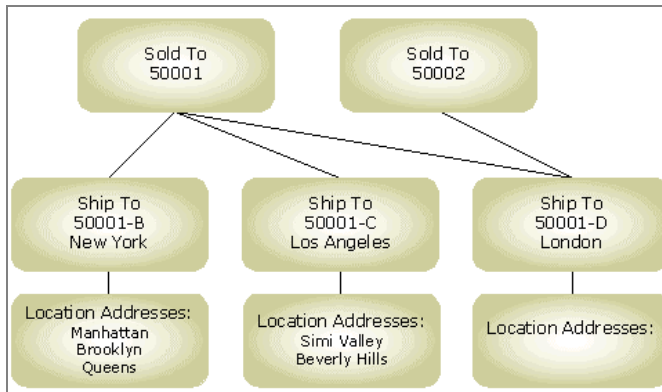 Sold To
50001
Sold To
50002
Ship To
50001-B
New York
Ship To
50001-C
Los Angeles
Ship To
50001-D
London
Location Addresses:
Manhattan
Brooklyn
Queens
Location Addresses:
Simi Valley
Beverly Hills
Location Addresses: